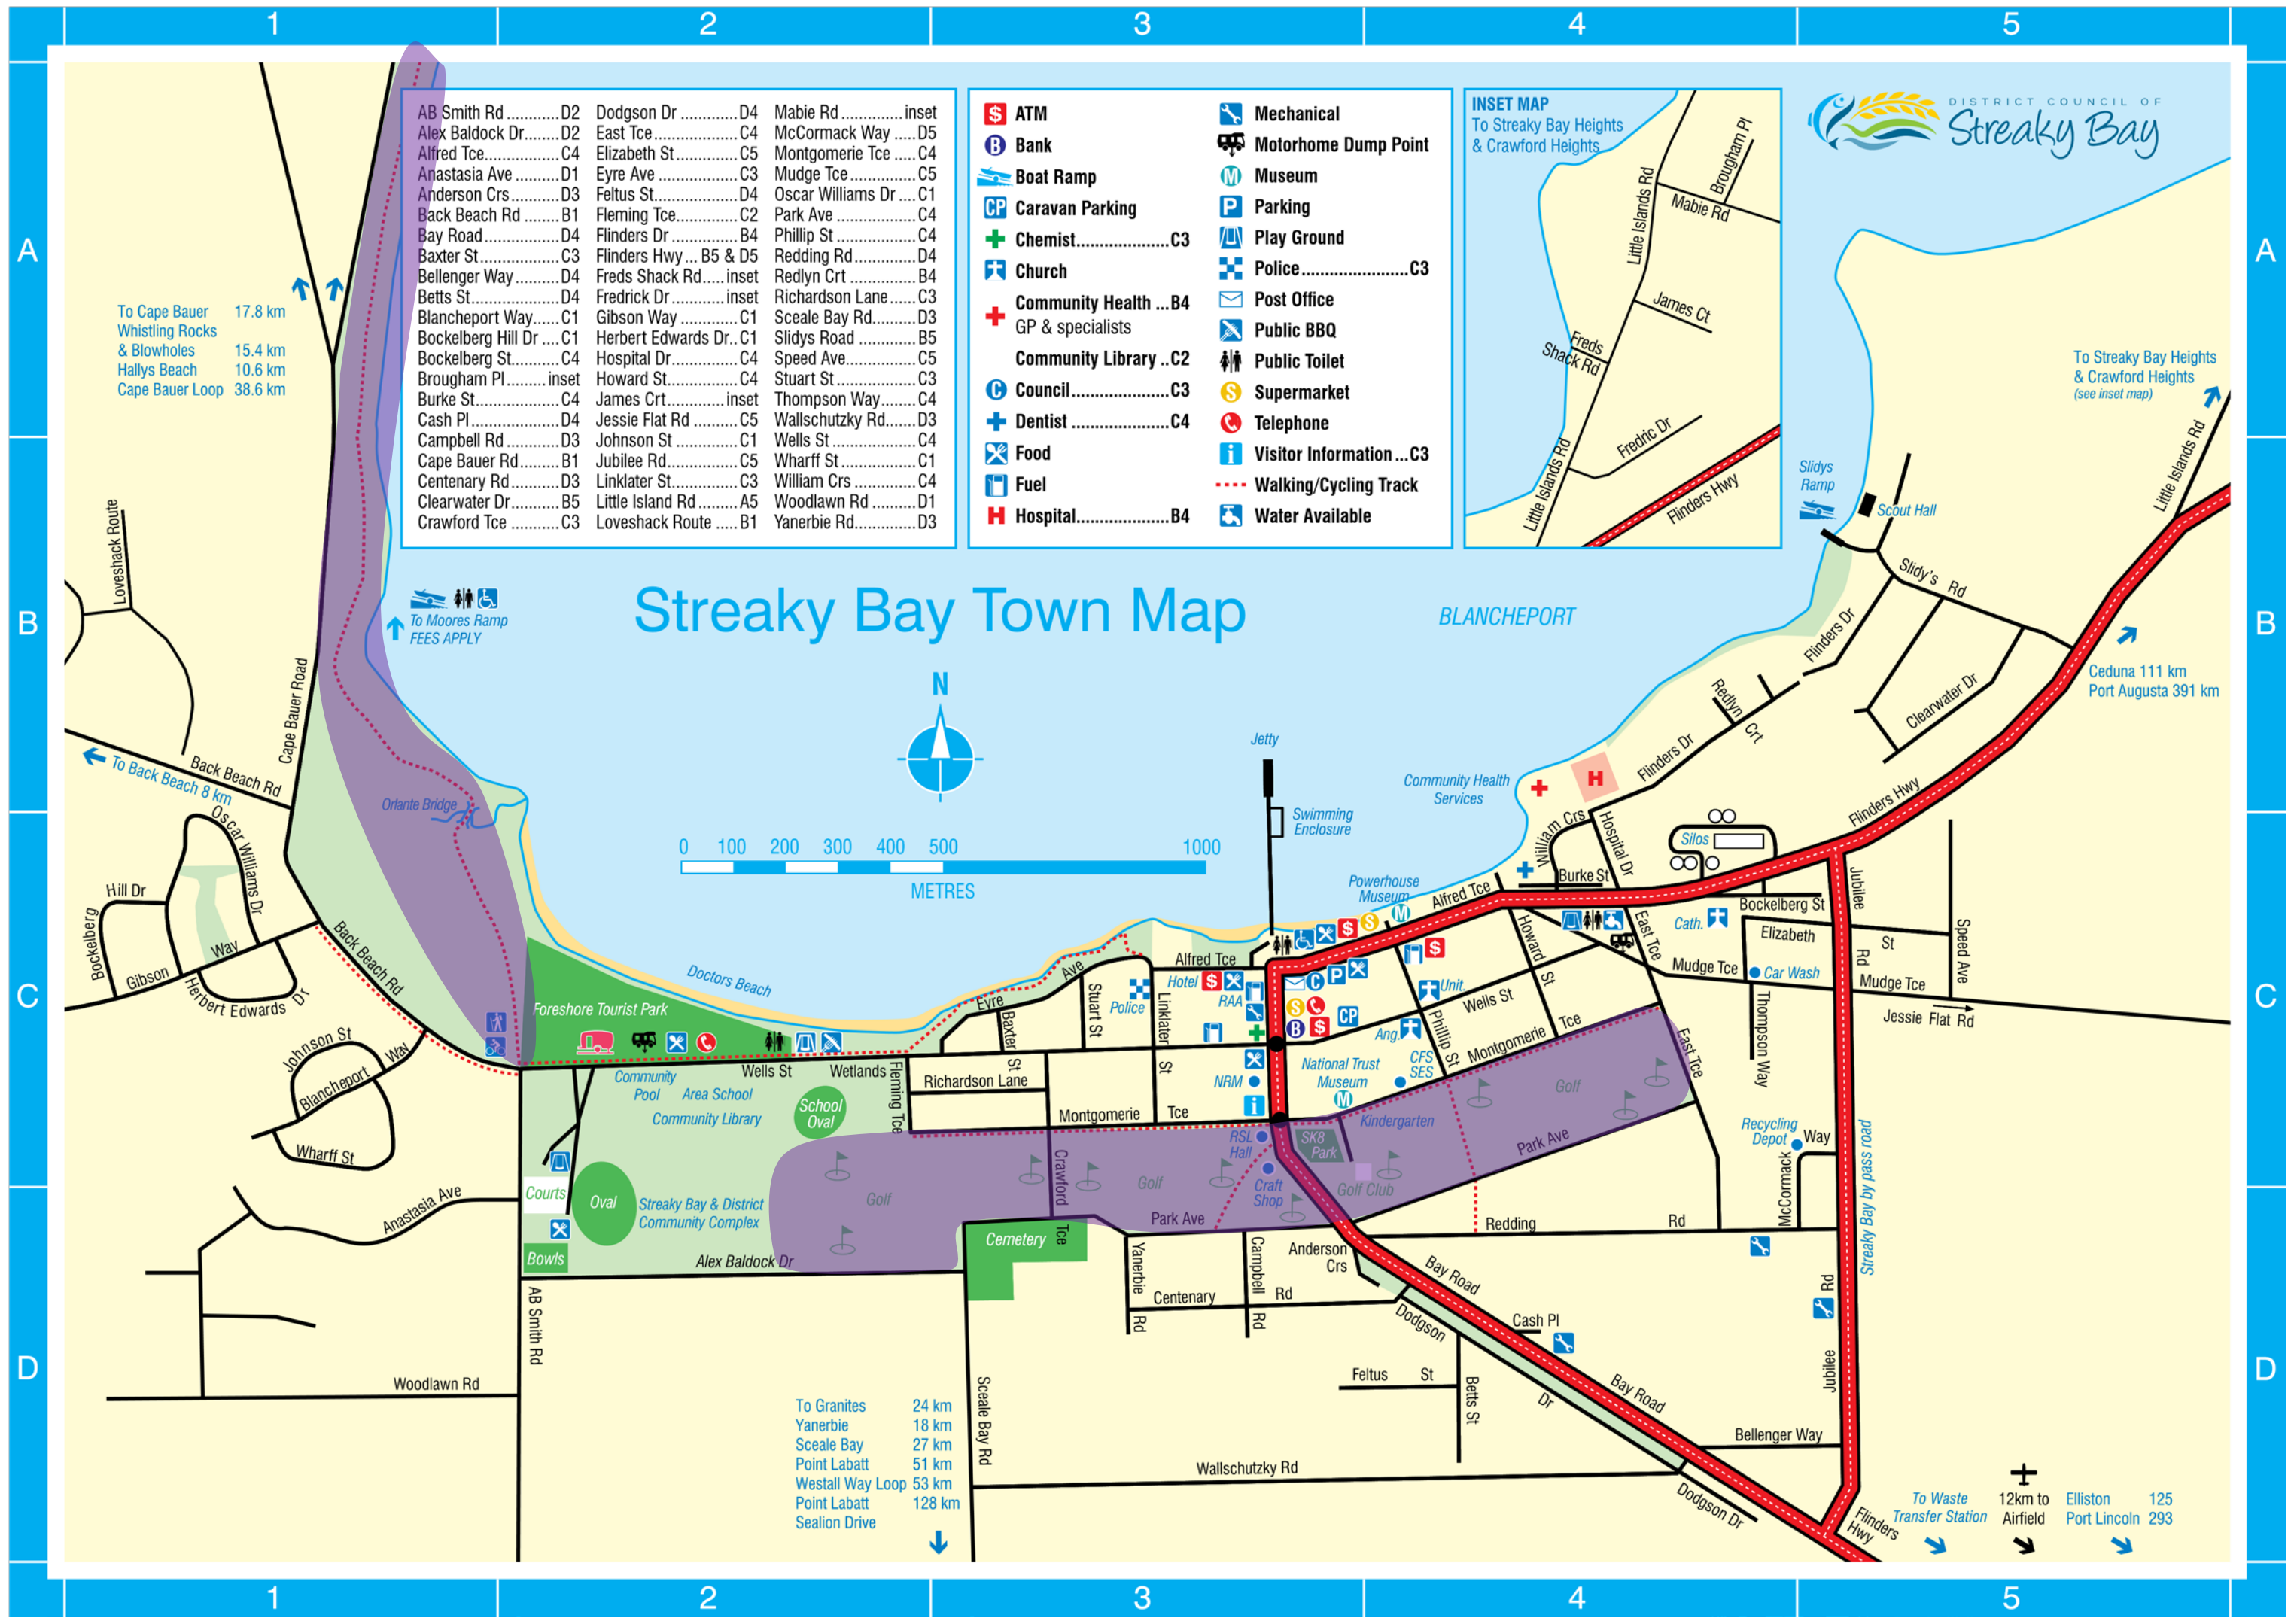 1 2 3 4 5
A
B
C
D
A
B
C
D
1 2 3 4 5
AB Smith Rd...........D2
Alex Baldock Dr.......D2
Alfred Tce................C4
Anastasia Ave .........D1
Anderson Crs...........D3
Back Beach Rd ........B1
Bay Road.................D4
Baxter St.................C3
Bellenger Way.........D4
Betts St...................D4
Blancheport Way......C1
Bockelberg Hill Dr ....C1
Bockelberg St..........C4
Brougham Pl........inset
Burke St..................C4
Cash Pl...................D4
Campbell Rd ...........D3
Cape Bauer Rd.........B1
Centenary Rd...........D3
Clearwater Dr..........B5
Crawford Tce ..........C3
Dodgson Dr ............D4
East Tce..................C4
Elizabeth St.............C5
Eyre Ave .................C3
Feltus St..................D4
Fleming Tce.............C2
Flinders Dr ..............B4
Flinders Hwy... B5 & D5
Freds Shack Rd.....inset
Fredrick Dr ...........inset
Gibson Way ............C1
Herbert Edwards Dr..C1
Hospital Dr..............C4
Howard St...............C4
James Crt.............inset
Jessie Flat Rd .........C5
Johnson St .............C1
Jubilee Rd...............C5
Linklater St..............C3
Little Island Rd ........A5
Loveshack Route .....B1
Mabie Rd..............inset
McCormack Way .....D5
Montgomerie Tce .....C4
Mudge Tce..............C5
Oscar Williams Dr....C1
Park Ave .................C4
Phillip St .................C4
Redding Rd.............D4
Redlyn Crt ..............B4
Richardson Lane......C3
Sceale Bay Rd.........D3
Slidys Road ............B5
Speed Ave..............C5
Stuart St .................C3
Thompson Way.......C4
Wallschutzky Rd......D3
Wells St ..................C4
Wharff St................C1
William Crs .............C4
Woodlawn Rd .........D1
Yanerbie Rd............D3
$ ATM
B Bank
Boat Ramp
CP Caravan Parking
Chemist....................C3
Church
Community Health ...B4
GP & specialists
Community Library ..C2
C Council.....................C3
Dentist .....................C4
Food
Fuel
H Hospital....................B4
Mechanical
Motorhome Dump Point
M Museum
P Parking
Play Ground
Police.......................C3
Post Office
Public BBQ
Public Toilet
S Supermarket
Telephone
i Visitor Information ...C3
Walking/Cycling Track
Water Available
INSET MAP
To Streaky Bay Heights
& Crawford Heights
Little Islands Rd
Brougham Pl
Mabie Rd
James Ct
Freds
Shack Rd
Fredric Dr
Little Islands Rd
Flinders Hwy
DISTRICT COUNCIL OF
Streaky Bay
To Cape Bauer 17.8 km
Whistling Rocks
& Blowholes 15.4 km
Hallys Beach 10.6 km
Cape Bauer Loop 38.6 km
To Streaky Bay Heights
& Crawford Heights
(see inset map)
Little Islands Rd
Slidys
Ramp
Scout Hall
Slidy's Rd
Flinders Dr
Clearwater Dr
Redlyn Crt
Ceduna 111 km
Port Augusta 391 km
Loveshack Route
To Moores Ramp
FEES APPLY
Streaky Bay Town Map
BLANCHEPORT
N
Cape Bauer Road
Back Beach Rd
To Back Beach 8 km
Orlante Bridge
Jetty
Swimming
Enclosure
Community Health
Services
H
Flinders Dr
Flinders Hwy
0 100 200 300 400 500 1000
METRES
Oscar Williams Dr
Hill Dr
Bockelberg
Gibson Way
Herbert Edwards Dr
Back Beach Rd
Johnson St
Blancheport Way
Wharff St
Anastasia Ave
Woodlawn Rd
Doctors Beach
Foreshore Tourist Park
Community
Pool
Area School
Community Library
Wells St
Wetlands
School
Oval
Fleming Tce
Courts
Oval
Bowls
Streaky Bay & District
Community Complex
Golf
Alex Baldock Dr
AB Smith Rd
Eyre Ave
Baxter St
Stuart St
Police
Linklater St
Richardson Lane
Montgomerie Tce
Alfred Tce
Hotel $
RAA
NRM
i
C P
S
B $ CP
Powerhouse
Museum
M
$ S
Alfred Tce
William Crs
Hospital Dr
Burke St
Silos
$
Unit.
Ang.
Phillip St
Howard St
Wells St
Montgomerie Tce
CFS
SES
National Trust
Museum
M
Kindergarten
RSL
Hall
SK8
Park
Craft
Shop
Golf Club
Golf
Golf
Crawford Tce
Park Ave
Park Ave
Cemetery
East Tce
East Tce
Cath.
Bockelberg St
Elizabeth St
Mudge Tce
Car Wash
Mudge Tce
Jessie Flat Rd
Thompson Way
Speed Ave
Jubilee Rd
Recycling
Depot
McCormack Way
Streaky Bay by pass road
Redding Rd
Jubilee Rd
Yanerbie Rd
Campbell Rd
Anderson
Crs
Centenary Rd
Bay Road
Dodgson Dr
Cash Pl
Feltus St
Betts St
Bay Road
Bellenger Way
Sceale Bay Rd
Wallschutzky Rd
Dodgson Dr
Flinders
Hwy
To Granites 24 km
Yanerbie 18 km
Sceale Bay 27 km
Point Labatt 51 km
Westall Way Loop 53 km
Point Labatt 128 km
Sealion Drive
To Waste
Transfer Station
12km to
Airfield
Elliston 125
Port Lincoln 293